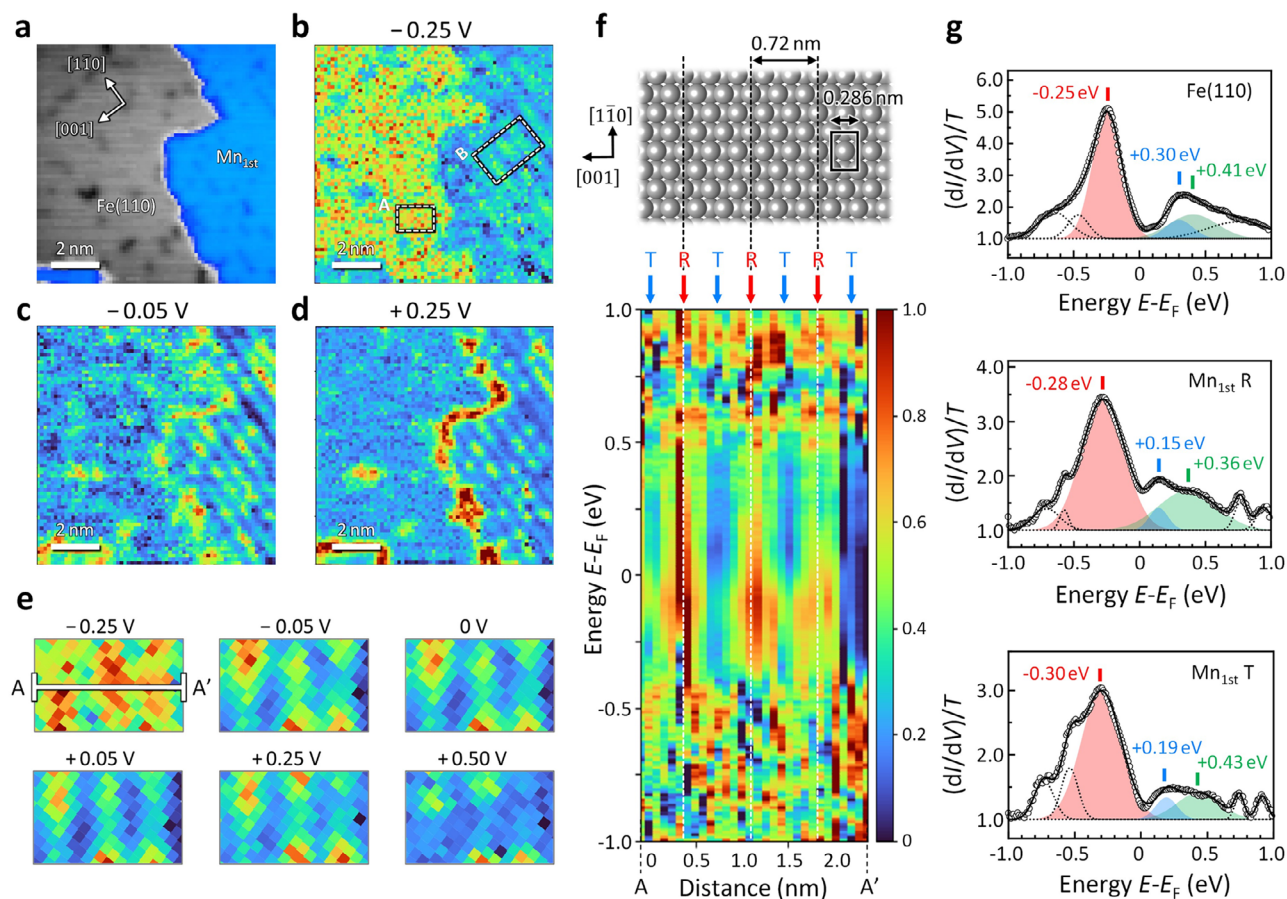 a
[11̅0]
[001]
Mn1st
Fe(110)
2 nm
b
−0.25 V
B
A
2 nm
c
−0.05 V
2 nm
d
+0.25 V
2 nm
e
−0.25 V
−0.05 V
0 V
A
A’
+0.05 V
+0.25 V
+0.50 V
f
0.72 nm
0.286 nm
[11̅0]
[001]
T R T R T R T
Energy E-EF (eV)
1.0
0.5
0
-0.5
-1.0
0 0.5 1.0 1.5 2.0
A Distance (nm) A’
1.0
0.8
0.6
0.4
0.2
0
g
Fe(110)
-0.25 eV
+0.30 eV
+0.41 eV
(dI/dV)/T
6.0
5.0
4.0
3.0
2.0
1.0
-1.0 -0.5 0 0.5 1.0
Energy E-EF (eV)
Mn1st R
-0.28 eV
+0.15 eV
+0.36 eV
(dI/dV)/T
4.0
3.0
2.0
1.0
-1.0 -0.5 0 0.5 1.0
Energy E-EF (eV)
Mn1st T
-0.30 eV
+0.19 eV
+0.43 eV
(dI/dV)/T
3.0
2.0
1.0
-1.0 -0.5 0 0.5 1.0
Energy E-EF (eV)